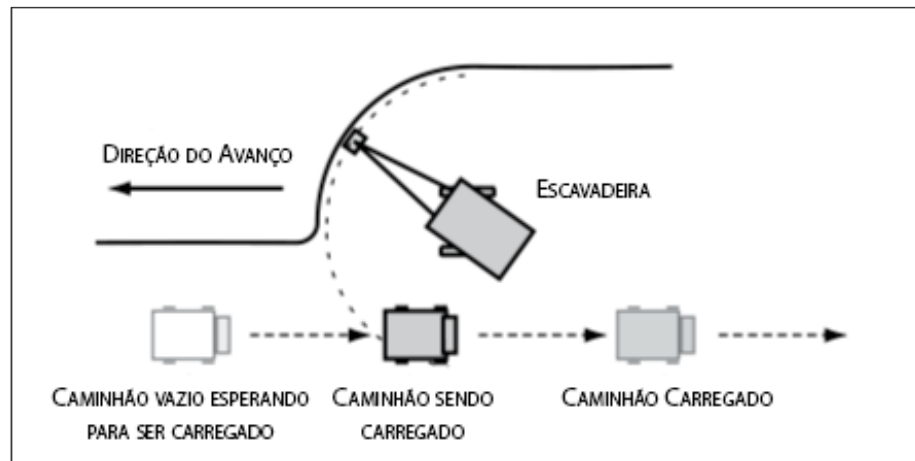 Direção do Avanço
Escavadeira
Caminhão vazio esperando
para ser carregado
Caminhão sendo
carregado
Caminhão Carregado